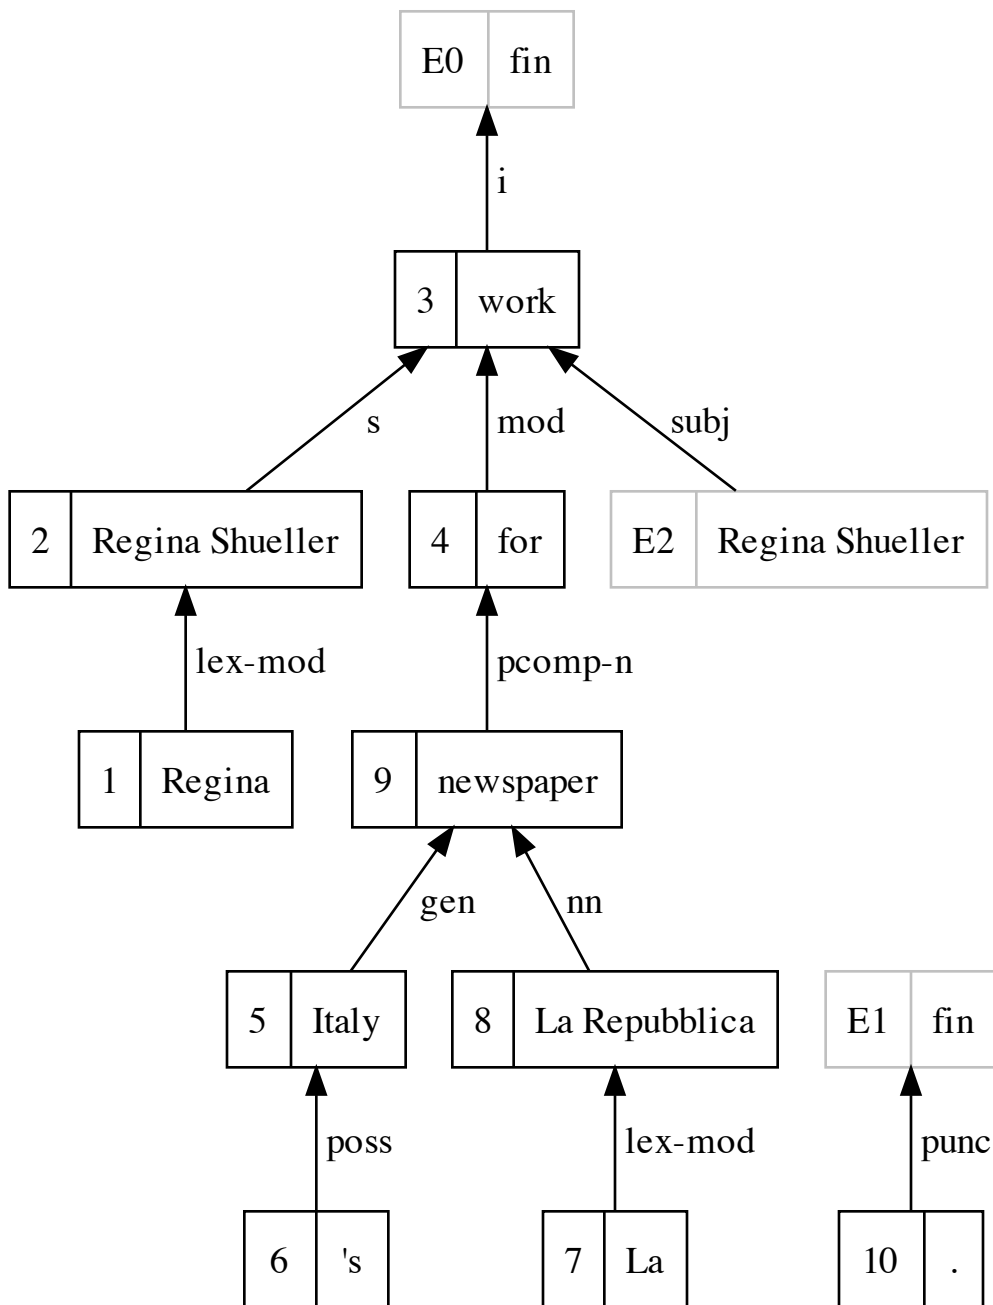 E0 fin
i
3 work
s mod subj
2 Regina Shueller 4 for E2 Regina Shueller
lex-mod pcomp-n
1 Regina 9 newspaper
gen nn
5 Italy 8 La Repubblica E1 fin
poss lex-mod punc
6 's 7 La 10 .